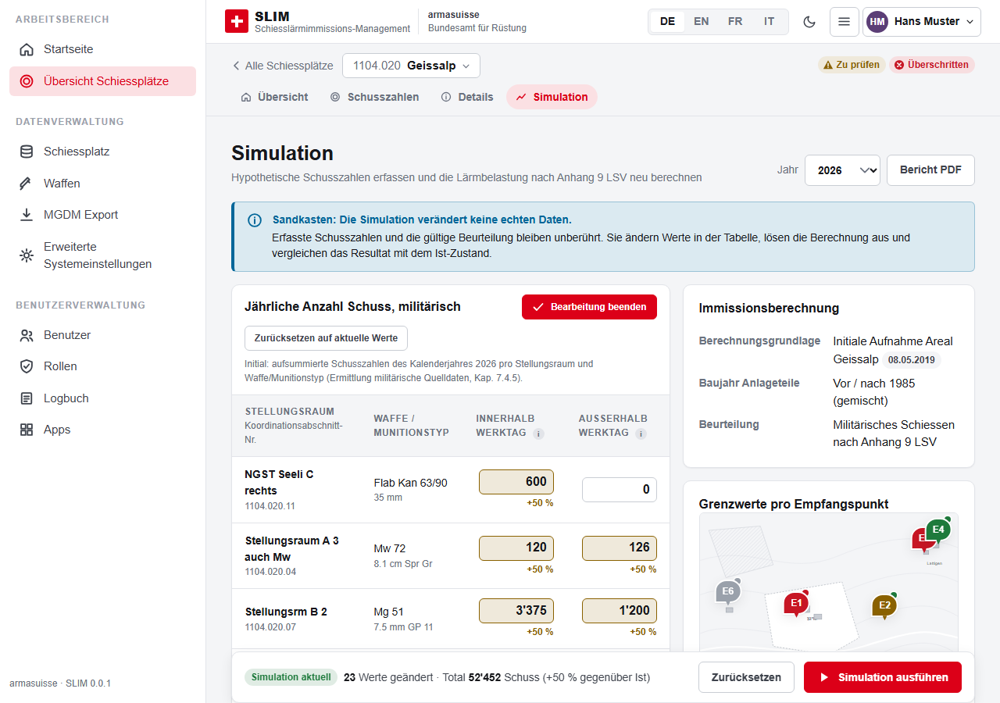 ARBEITSBEREICH
Startseite
Übersicht Schiessplätze
DATENVERWALTUNG
Schiessplatz
Waffen
MGDM Export
Erweiterte
Systemeinstellungen
BENUTZERVERWALTUNG
Benutzer
Rollen
Logbuch
Apps
armasuisse · SLIM 0.0.1
SLIM
Schiesslärmimmissions-Management
armasuisse
Bundesamt für Rüstung
DE EN FR IT
HM Hans Muster
Alle Schiessplätze
1104.020 Geissalp
Zu prüfen
Überschritten
Übersicht
Schusszahlen
Details
Simulation
Simulation
Hypothetische Schusszahlen erfassen und die Lärmbelastung nach Anhang 9 LSV neu berechnen
Jahr 2026
Bericht PDF
Sandkasten: Die Simulation verändert keine echten Daten.
Erfasste Schusszahlen und die gültige Beurteilung bleiben unberührt. Sie ändern Werte in der Tabelle, lösen die Berechnung aus und
vergleichen das Resultat mit dem Ist-Zustand.
Jährliche Anzahl Schuss, militärisch
Bearbeitung beenden
Zurücksetzen auf aktuelle Werte
Initial: aufsummierte Schusszahlen des Kalenderjahres 2026 pro Stellungsraum und
Waffe/Munitionstyp (Ermittlung militärische Quelldaten, Kap. 7.4.5).
STELLUNGSRAUM
Koordinationsabschnitt-
Nr.
WAFFE /
MUNITIONSTYP
INNERHALB
WERKTAG i
AUSSERHALB
WERKTAG i
NGST Seeli C
rechts
1104.020.11
Flab Kan 63/90
35 mm
600
+50 %
0
Stellungsraum A 3
auch Mw
1104.020.04
Mw 72
8.1 cm Spr Gr
120
+50 %
126
+50 %
Stellungsrm B 2
1104.020.07
Mg 51
7.5 mm GP 11
3'375
+50 %
1'200
+50 %
Immissionsberechnung
Berechnungsgrundlage
Initiale Aufnahme Areal
Geissalp 08.05.2019
Baujahr Anlageteile
Vor / nach 1985
(gemischt)
Beurteilung
Militärisches Schiessen
nach Anhang 9 LSV
Grenzwerte pro Empfangspunkt
E4
E6
E1
E2
Simulation aktuell
23 Werte geändert · Total 52'452 Schuss (+50 % gegenüber Ist)
Zurücksetzen
Simulation ausführen